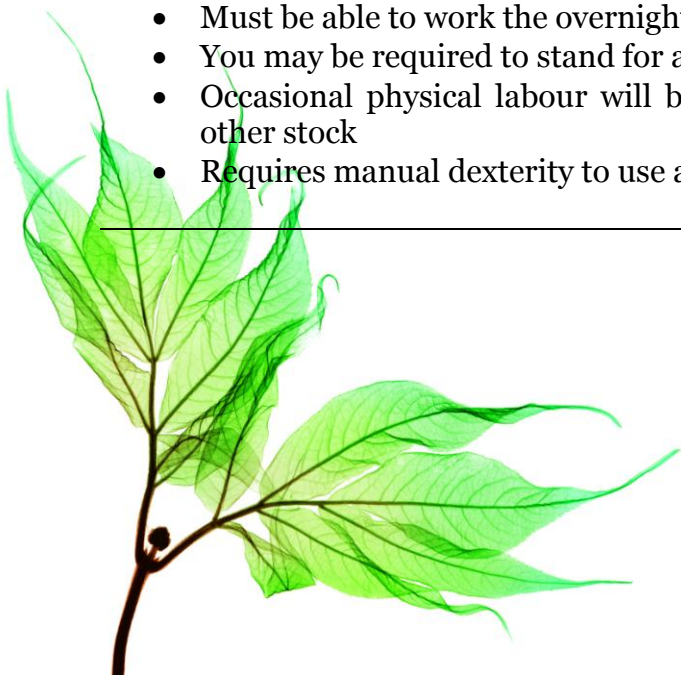 • Must be able to work the overnight
• You may be required to stand for a
• Occasional physical labour will b
other stock
• Requires manual dexterity to use a